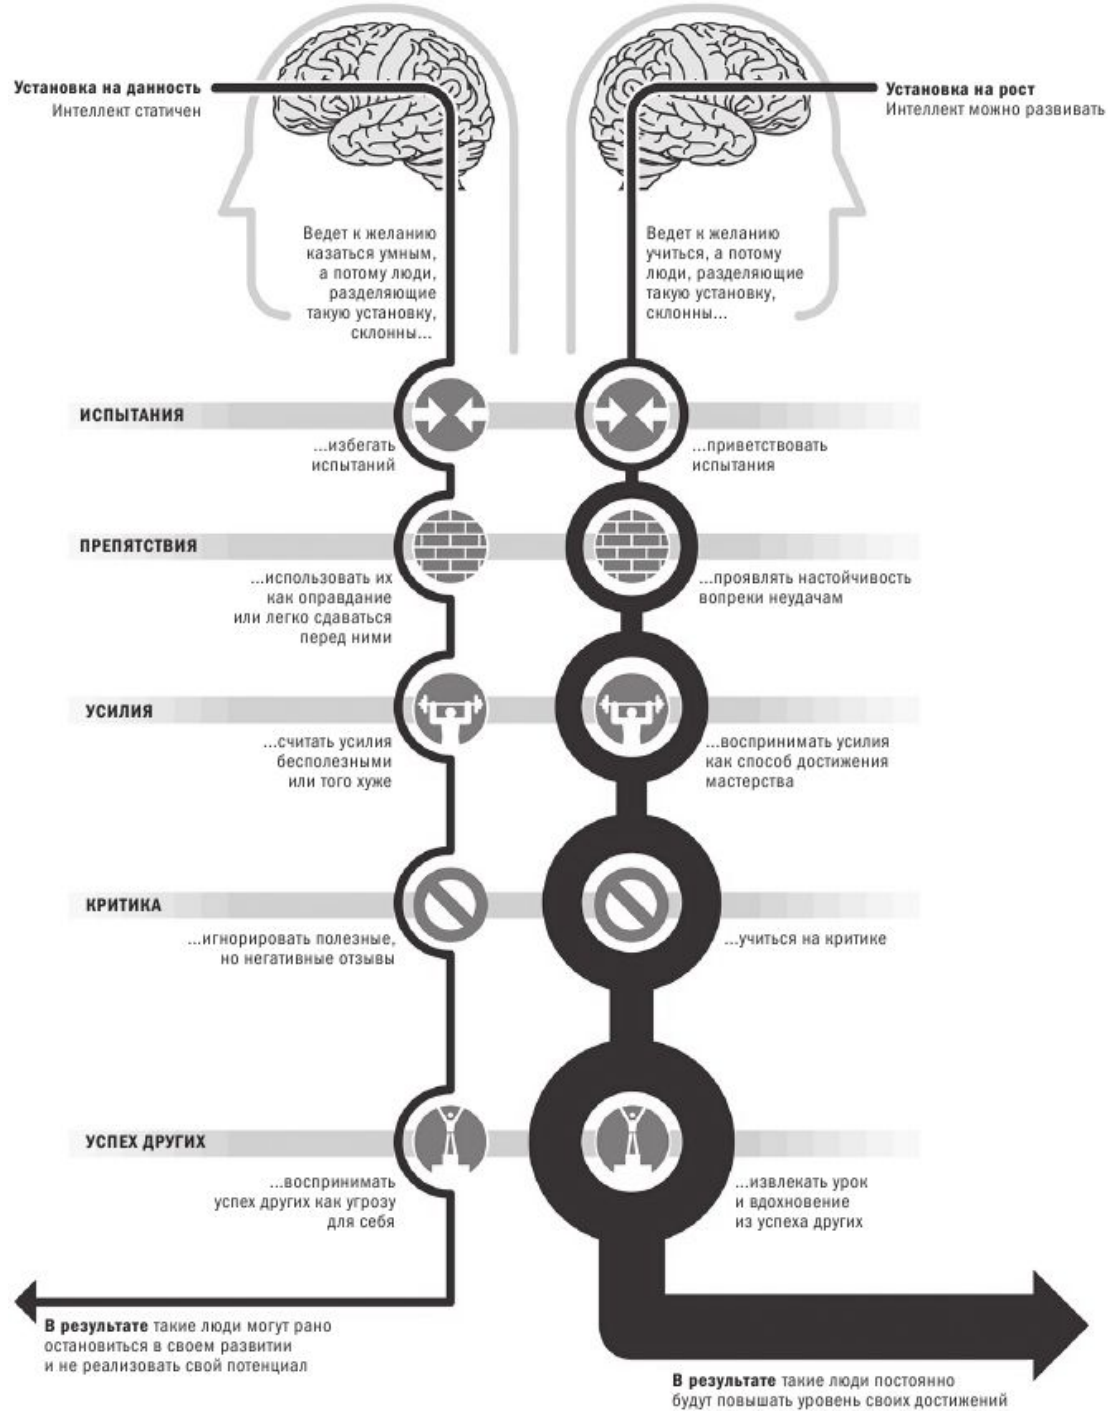 Установка на данность
Интеллект статичен
Установка на рост
Интеллект можно развивать
Ведет к желанию
казаться умным,
а потому люди,
разделяющие
такую установку,
склонны...
Ведет к желанию
учиться, а потому
люди, разделяющие
такую установку,
склонны...
ИСПЫТАНИЯ
...избегать
испытаний
...приветствовать
испытания
ПРЕПЯТСТВИЯ
...использовать их
как оправдание
или легко сдаваться
перед ними
...проявлять настойчивость
вопреки неудачам
УСИЛИЯ
...считать усилия
бесполезными
или того хуже
...воспринимать усилия
как способ достижения
мастерства
КРИТИКА
...игнорировать полезные,
но негативные отзывы
...учиться на критике
УСПЕХ ДРУГИХ
...воспринимать
успех других как угрозу
для себя
...извлекать урок
и вдохновение
из успеха других
В результате такие люди могут рано
остановиться в своем развитии
и не реализовать свой потенциал
В результате такие люди постоянно
будут повышать уровень своих достижений